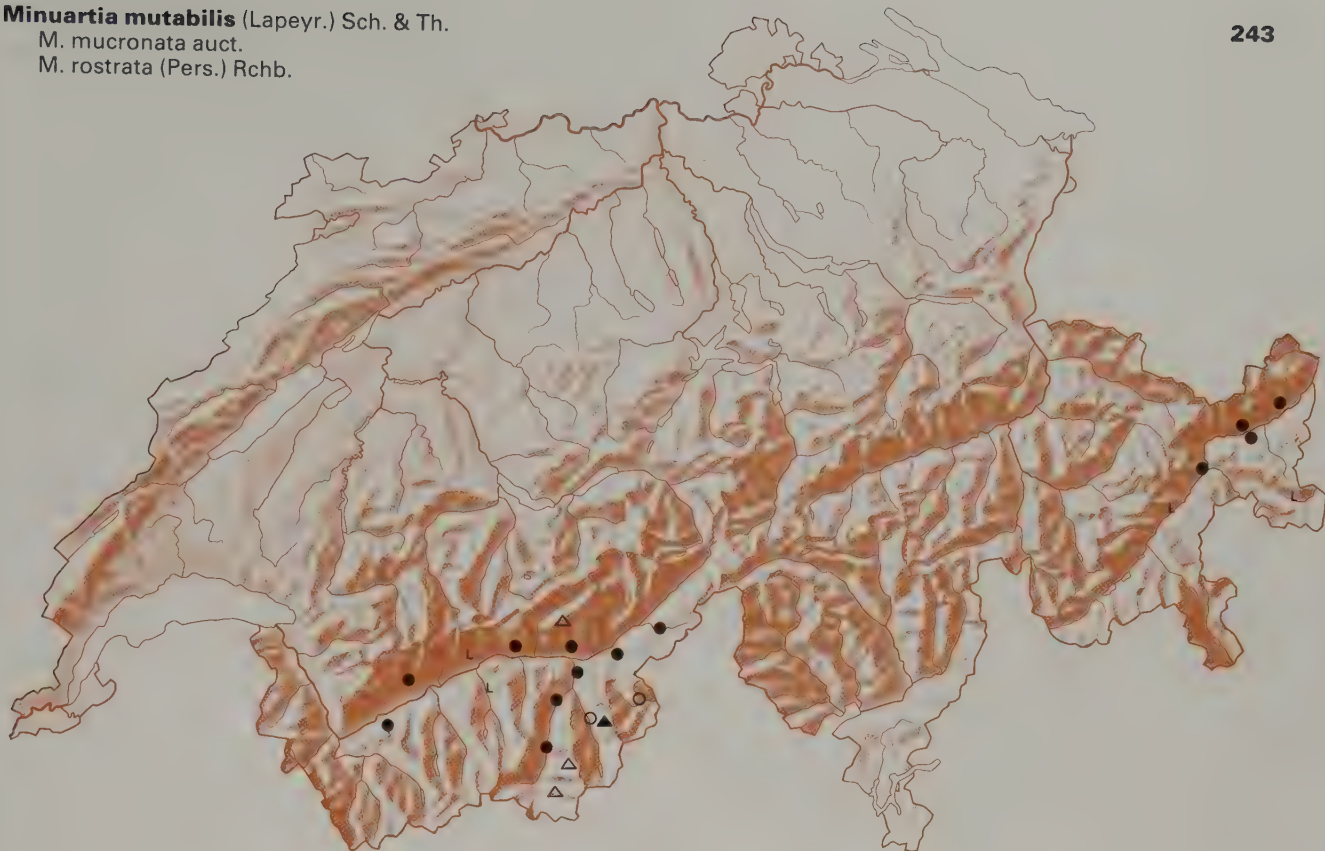 Minuartia mutabilis (Lapeyr.) Sch. & Th.
M. mucronata auct.
M. rostrata (Pers.) Rchb.
243
L
L
L
L